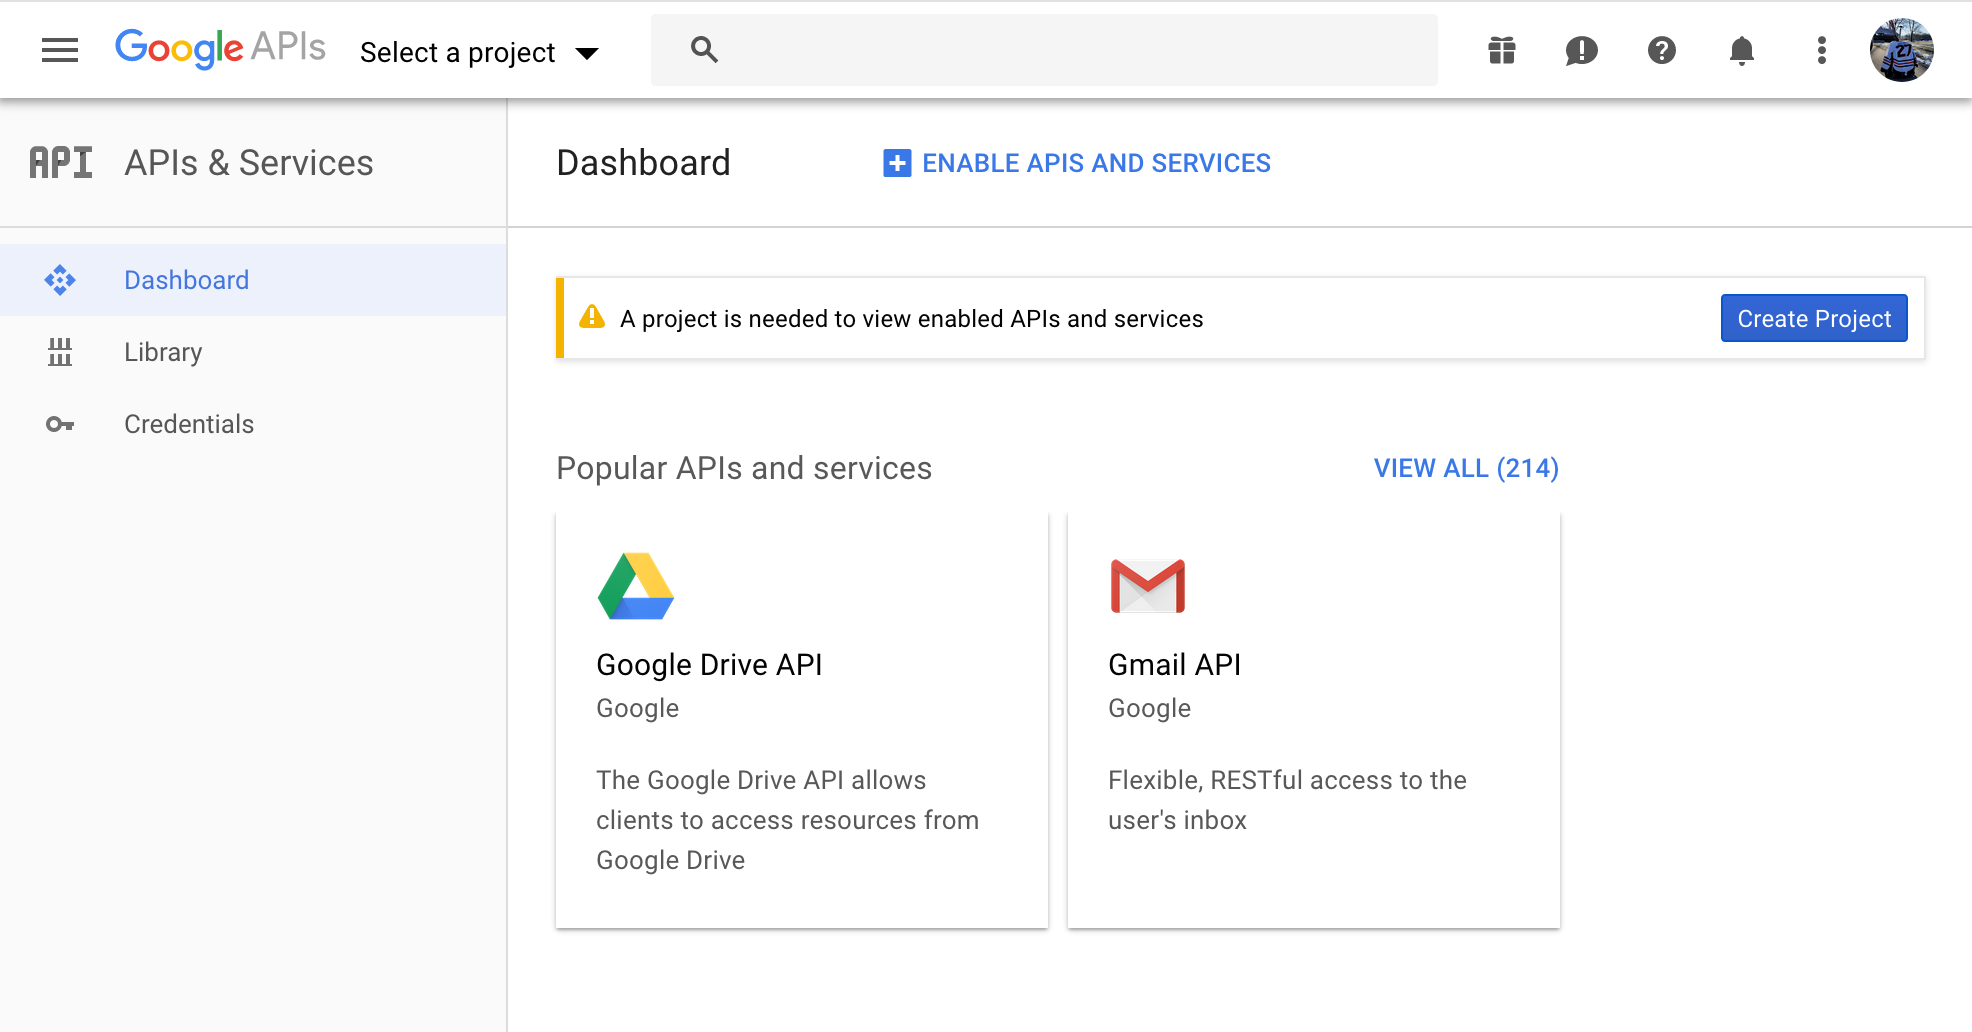 Google APIs
Select a project
27
API
APIs & Services
Dashboard
ENABLE APIS AND SERVICES
Dashboard
Library
Credentials
A project is needed to view enabled APIs and services
Create Project
Popular APIs and services
VIEW ALL (214)
Google Drive API
Google
The Google Drive API allows
clients to access resources from
Google Drive
Gmail API
Google
Flexible, RESTful access to the
user's inbox